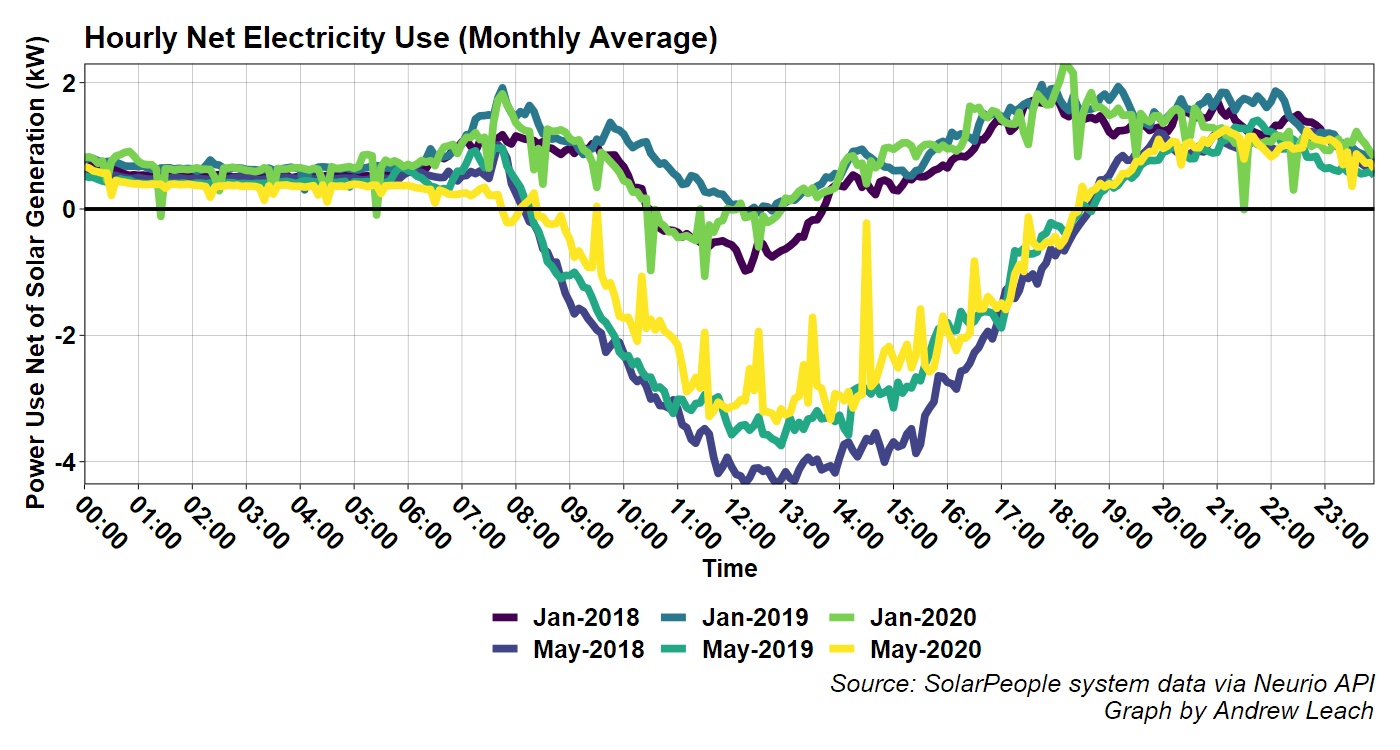 Hourly Net Electricity Use (Monthly Average)
Power Use Net of Solar Generation (kW)
2
0
-2
-4
00:00 01:00 02:00 03:00 04:00 05:00 06:00 07:00 08:00 09:00 10:00 11:00 12:00 13:00 14:00 15:00 16:00 17:00 18:00 19:00 20:00 21:00 22:00 23:00
Time
Jan-2018 Jan-2019 Jan-2020
May-2018 May-2019 May-2020
Source: SolarPeople system data via Neurio API
Graph by Andrew Leach